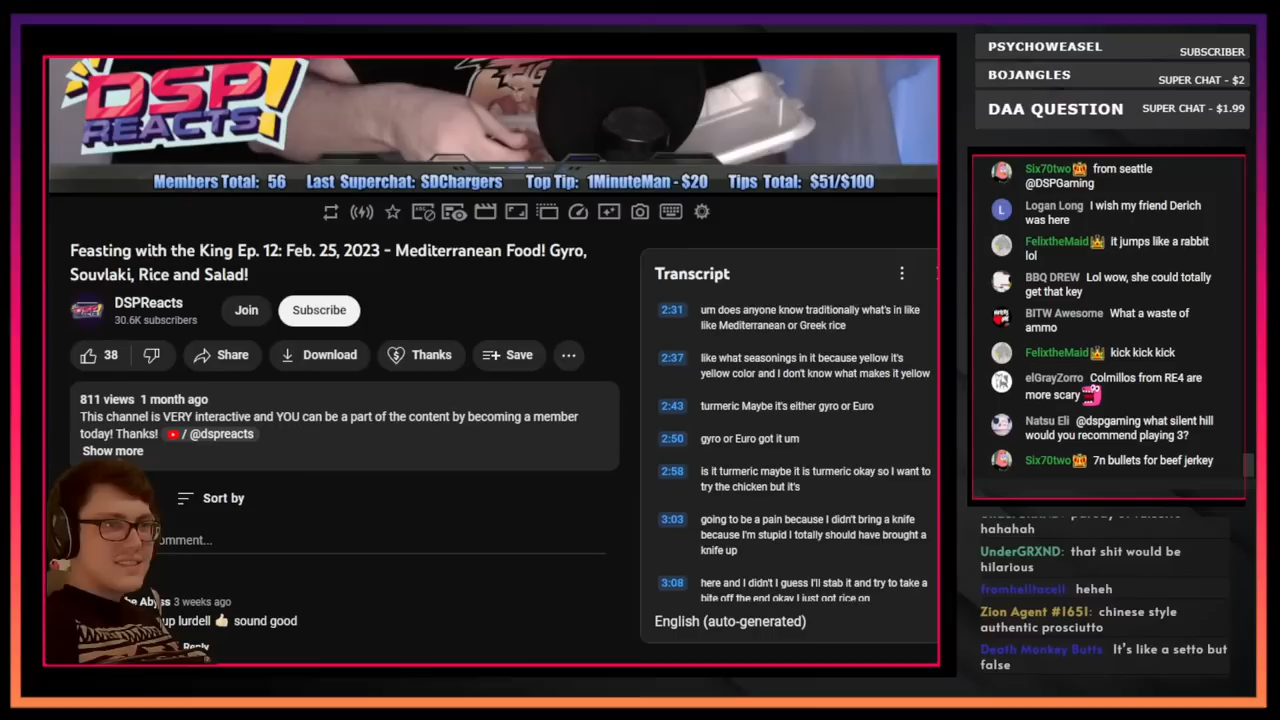 DSP
REACTS!
Members Total: 56 Last Superchat: SDChargers Top Tip: 1MinuteMan - $20 Tips Total: $51/$100
Feasting with the King Ep. 12: Feb. 25, 2023 - Mediterranean Food! Gyro,
Souvlaki, Rice and Salad!
DSPReacts
30.6K subscribers
Join
Subscribe
38
Share
Download
Thanks
Save
811 views 1 month ago
This channel is VERY interactive and YOU can be a part of the content by becoming a member
today! Thanks! / @dspreacts
Show more
Sort by
omment...
3 weeks ago
up lurdell 👍 sound good
Reply
Transcript
2:31 um does anyone know traditionally what's in like
like Mediterranean or Greek rice
2:37 like what seasonings in it because yellow it's
yellow color and I don't know what makes it yellow
2:43 turmeric Maybe it's either gyro or Euro
2:50 gyro or Euro got it um
2:58 is it turmeric maybe it is turmeric okay so I want to
try the chicken but it's
3:03 going to be a pain because I didn't bring a knife
because I'm stupid I totally should have brought a
knife up
3:08 here and I didn't I guess I'll stab it and try to take a
bite off the end okay I just got rice on
English (auto-generated)
PSYCHOWEASEL SUBSCRIBER
BOJANGLES SUPER CHAT - $2
DAA QUESTION SUPER CHAT - $1.99
Six70two from seattle
@DSPGaming
Logan Long I wish my friend Derich
was here
FelixtheMaid It jumps like a rabbit
lol
BBQ DREW Lol wow, she could totally
get that key
BITW Awesome What a waste of
ammo
FelixtheMaid kick kick kick
elGrayZorro Colmillos from RE4 are
more scary
Natsu Eli @dspgaming what silent hill
would you recommend playing 3?
Six70two 7n bullets for beef jerkey
hahahah
UnderGRXND: that shit would be
hilarious
fromhelltacell: heheh
Zion Agent #1651: chinese style
authentic prosciutto
Death Monkey Butts: It's like a setto but
false